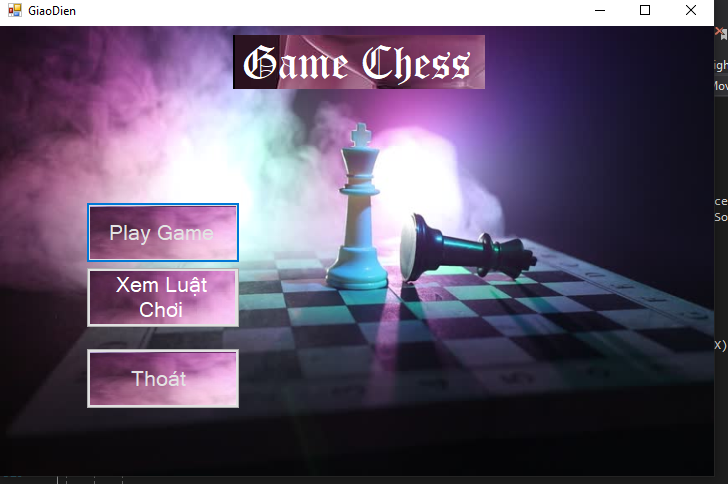 GiaoDien
Game Chess
Play Game
Xem Luật
Chơi
Thoát